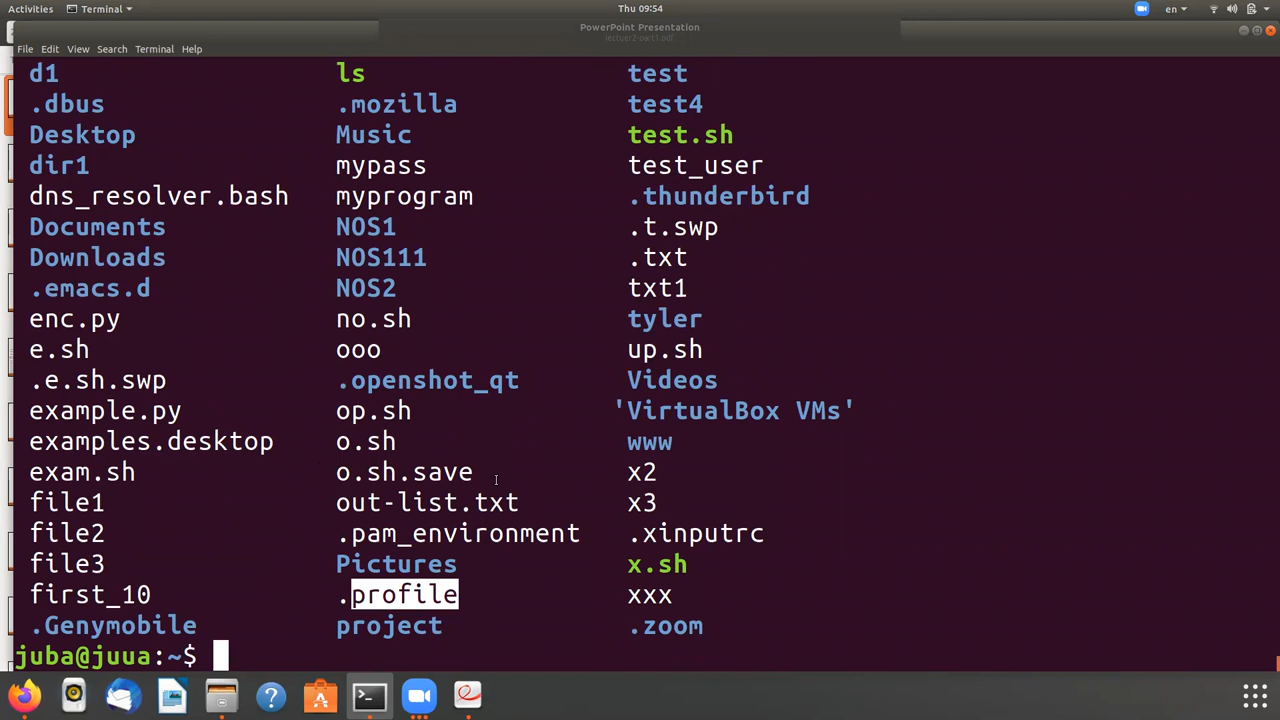 Activities Terminal Thu 09:54 en
PowerPoint Presentation
lectuer2-part1.pdf
File Edit View Search Terminal Help
d1 ls test
.dbus .mozilla test4
Desktop Music test.sh
dir1 mypass test_user
dns_resolver.bash myprogram .thunderbird
Documents NOS1 .t.swp
Downloads NOS111 .txt
.emacs.d NOS2 txt1
enc.py no.sh tyler
e.sh ooo up.sh
.e.sh.swp .openshot_qt Videos
example.py op.sh 'VirtualBox VMs'
examples.desktop o.sh www
exam.sh o.sh.save x2
file1 out-list.txt x3
file2 .pam_environment .xinputrc
file3 Pictures x.sh
first_10 .profile xxx
.Genymobile project .zoom
juba@juua:~$